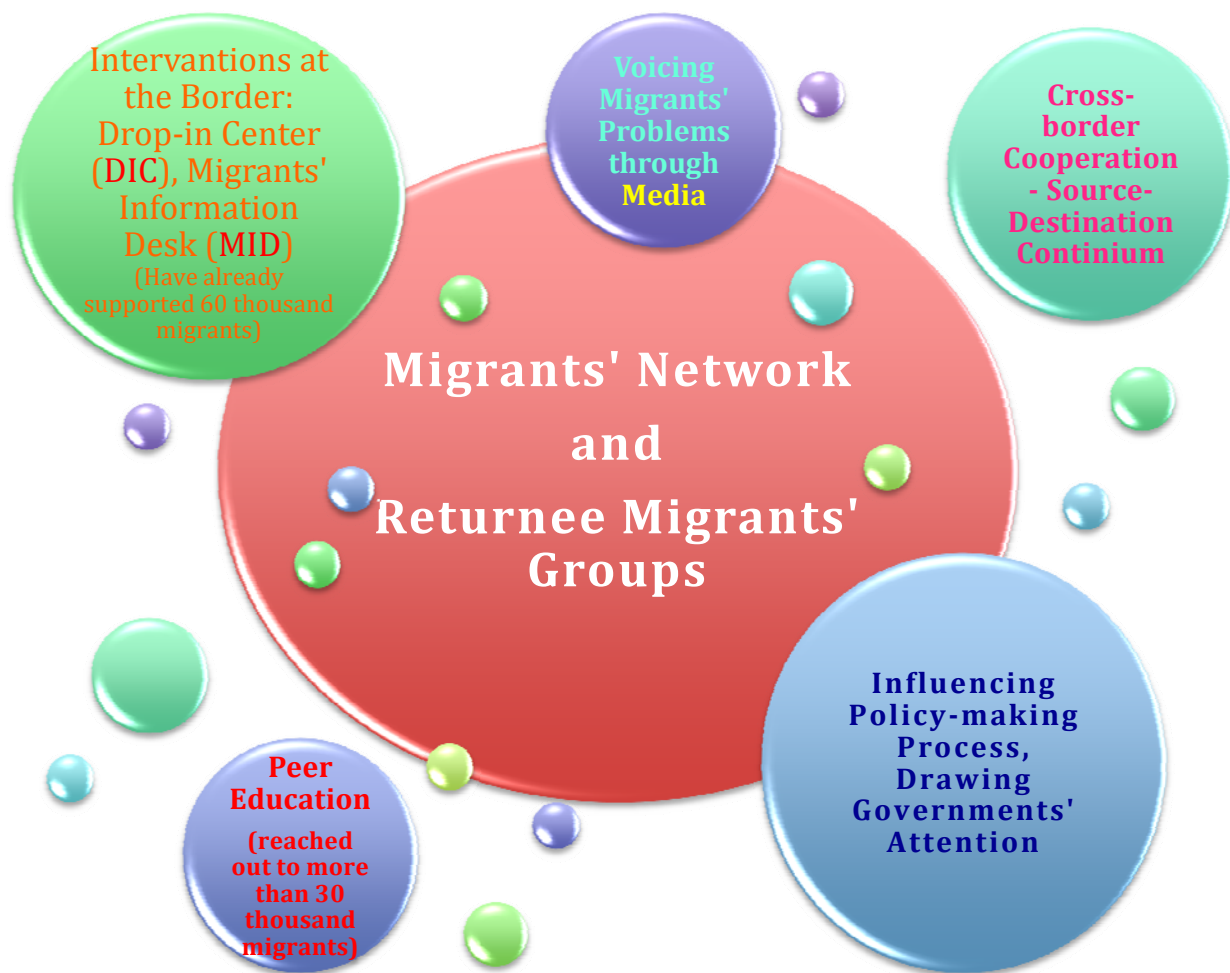 Intervantions at
the Border:
Drop-in Center
(DIC), Migrants'
Information
Desk (MID)
(Have already
supported 60 thousand
migrants)
Voicing
Migrants'
Problems
through
Media
Cross-
border
Cooperation
- Source-
Destination
Continium
Migrants' Network
and
Returnee Migrants'
Groups
Influencing
Policy-making
Process,
Drawing
Governments'
Attention
Peer
Education
(reached
out to more
than 30
thousand
migrants)